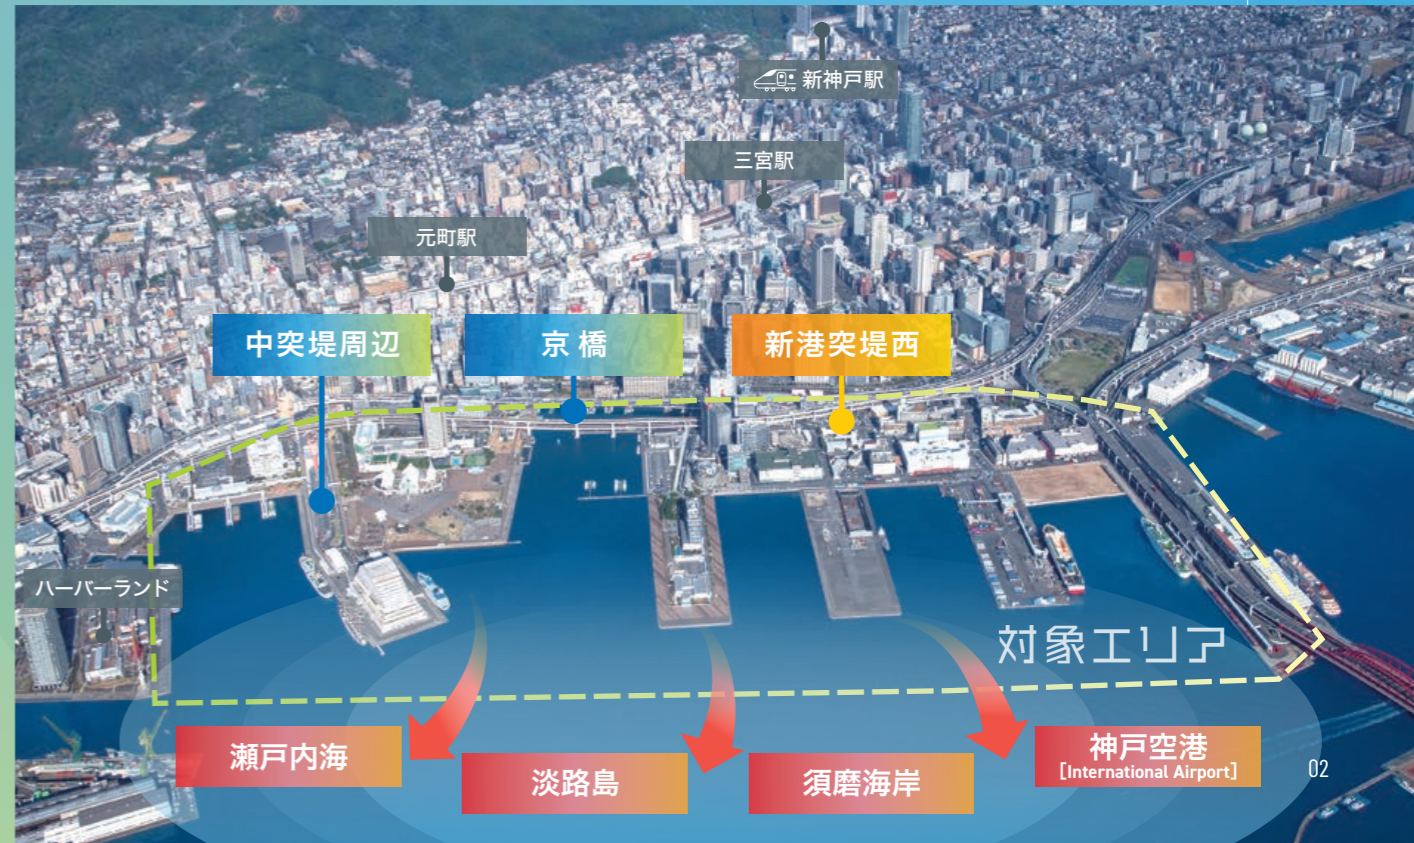 新神戸駅
三宮駅
元町駅
中突堤周辺
京橋
新港突堤西
ハーバーランド
対象エリア
瀬戸内海
淡路島
須磨海岸
神戸空港
[International Airport]
02